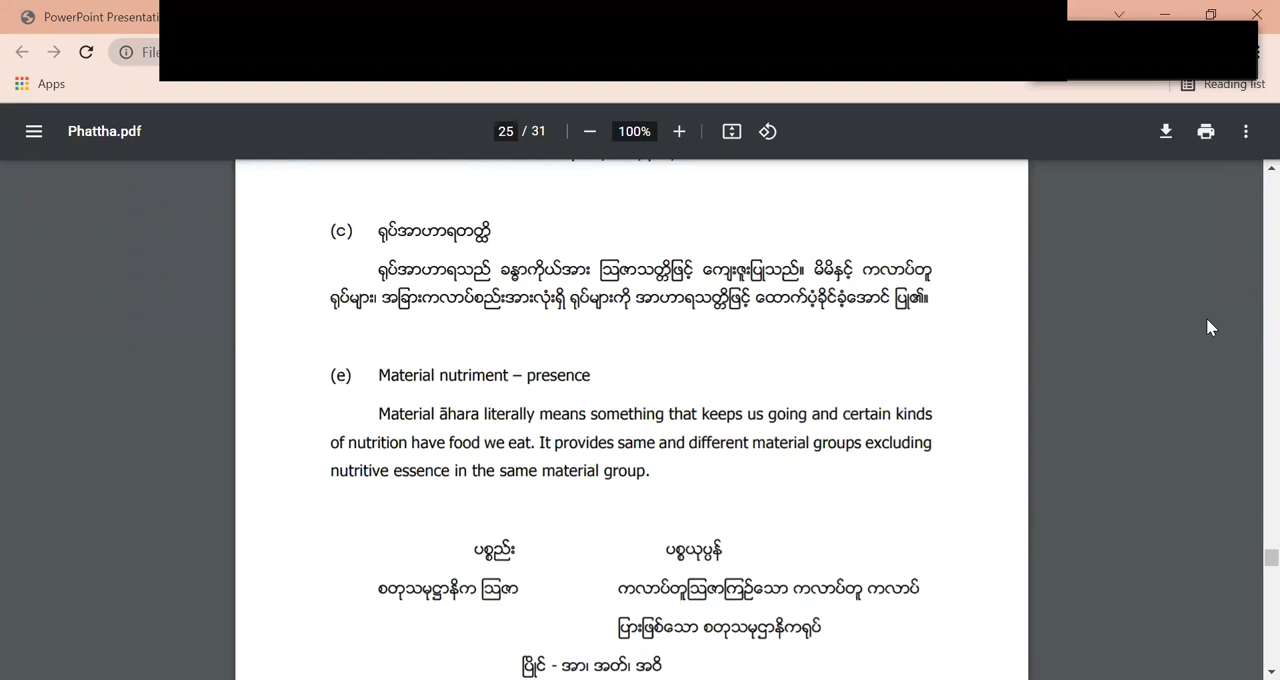 PowerPoint Presentati
File
Apps
Reading list
Phattha.pdf
25 / 31
100%
(င) ရုပ်အာဟာရတတ္ထိ
ရုပ်အာဟာရသည် ခန္ဓာကိုယ်အား ဩဇာသတ္တိဖြင့် ကျေးဇူးပြုသည်။ မိမိနှင့် ကလာပ်တူ
ရုပ်များ၊ အခြားကလာပ်စည်းအားလုံးရှိ ရုပ်များကို အာဟာရသတ္တိဖြင့် ထောက်ပံ့ခိုင်ခံ့အောင် ပြု၏။
(e) Material nutriment – presence
Material āhara literally means something that keeps us going and certain kinds
of nutrition have food we eat. It provides same and different material groups excluding
nutritive essence in the same material group.
ပစ္စည်း ပစ္စယုပ္ပန်
စတုသမုဋ္ဌာနိက ဩဇာ ကလာပ်တူဩဇာကြဉ်သော ကလာပ်တူ ကလာပ်
ပြားဖြစ်သော စတုသမုဌာနိကရုပ်
ပြိုင် - အာ၊ အတ်၊ အဝိ